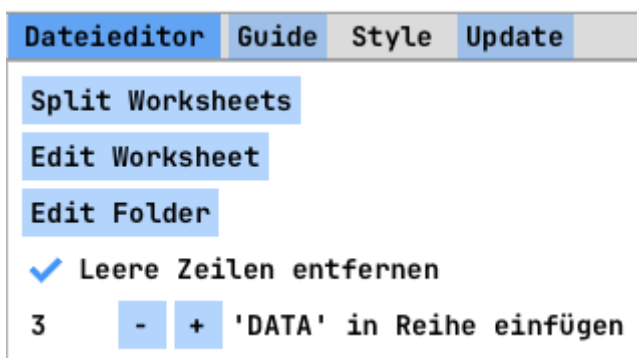 Dateieditor Guide Style Update
Split Worksheets
Edit Worksheet
Edit Folder
Leere Zeilen entfernen
3 - + 'DATA' in Reihe einfügen